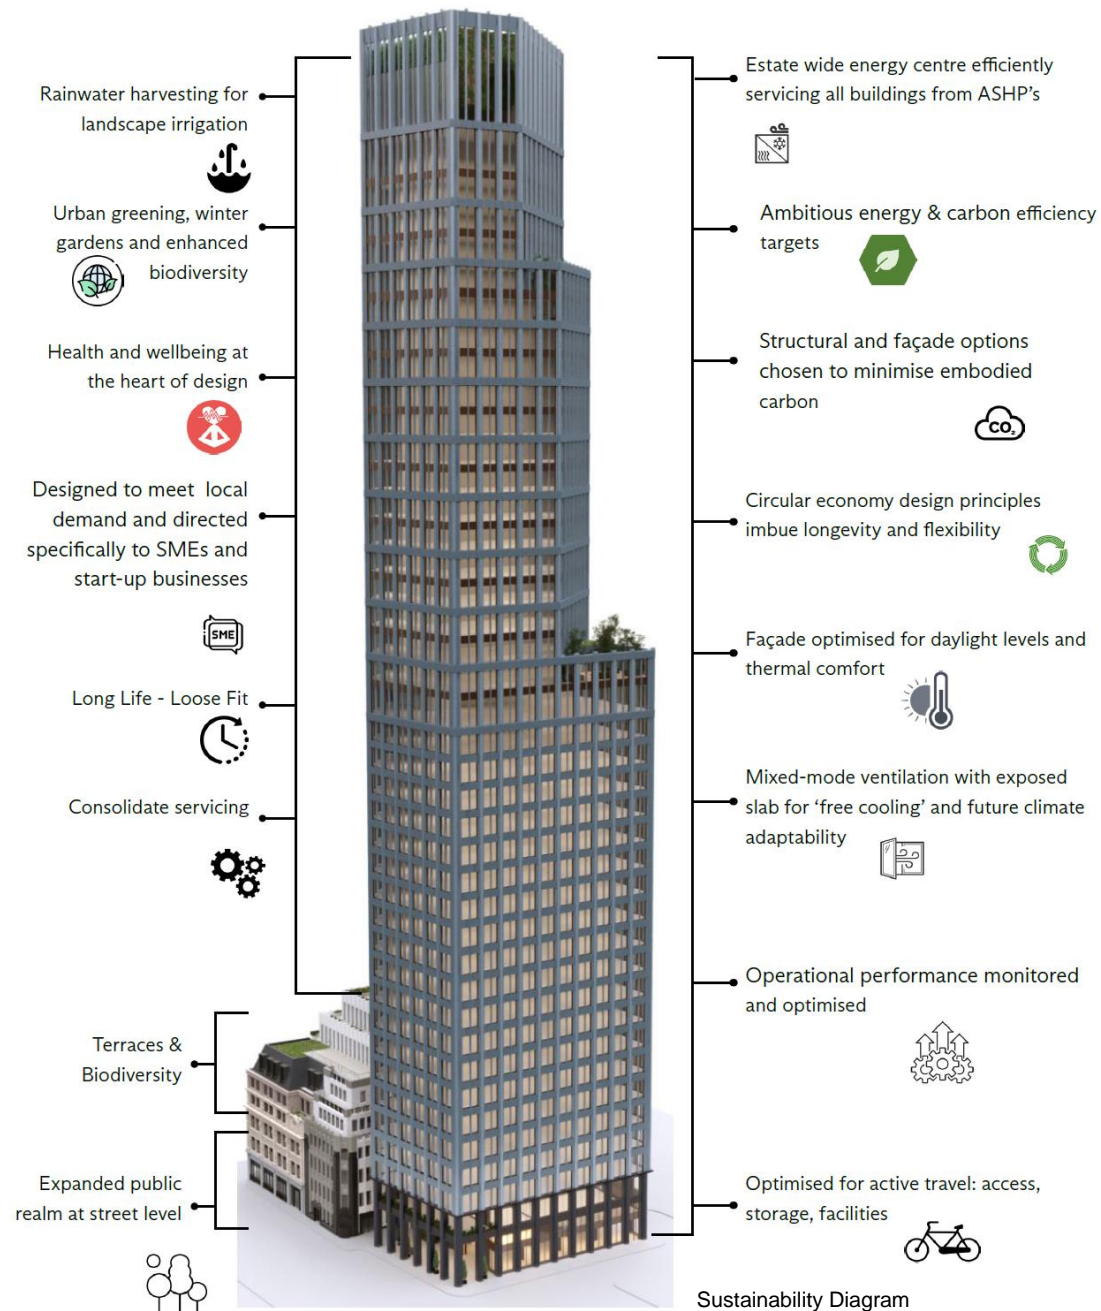 Rainwater harvesting for
landscape irrigation
Urban greening, winter
gardens and enhanced
biodiversity
Health and wellbeing at
the heart of design
Designed to meet local
demand and directed
specifically to SMEs and
start-up businesses
SME
Long Life - Loose Fit
Consolidate servicing
Terraces &
Biodiversity
Expanded public
realm at street level
Estate wide energy centre efficiently
servicing all buildings from ASHP’s
Ambitious energy & carbon efficiency
targets
Structural and façade options
chosen to minimise embodied
carbon
CO₂
Circular economy design principles
imbue longevity and flexibility
Façade optimised for daylight levels and
thermal comfort
Mixed-mode ventilation with exposed
slab for ‘free cooling’ and future climate
adaptability
Operational performance monitored
and optimised
Optimised for active travel: access,
storage, facilities
Sustainability Diagram